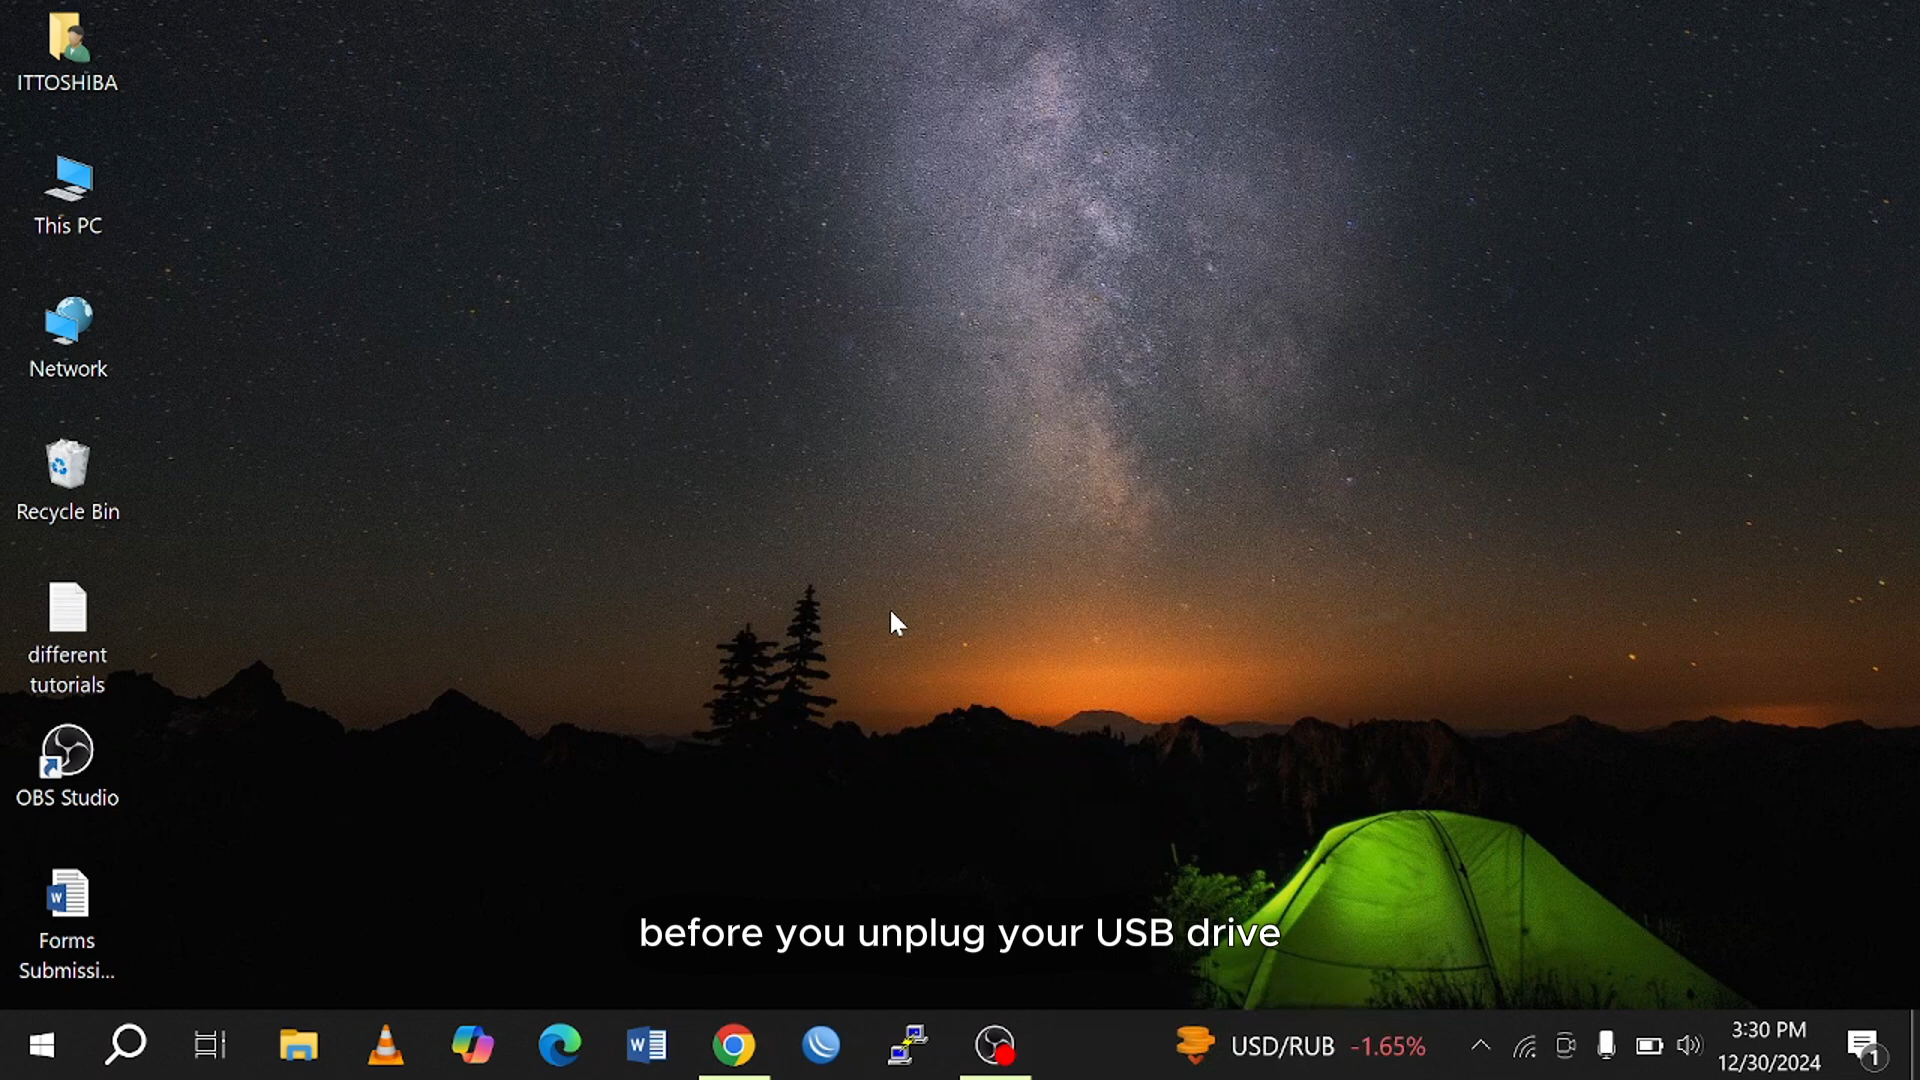 ITTOSHIBA
This PC
Network
Recycle Bin
different
tutorials
OBS Studio
Forms
Submissi...
before you unplug your USB drive
USD/RUB -1.65%
3:30 PM
12/30/2024
1